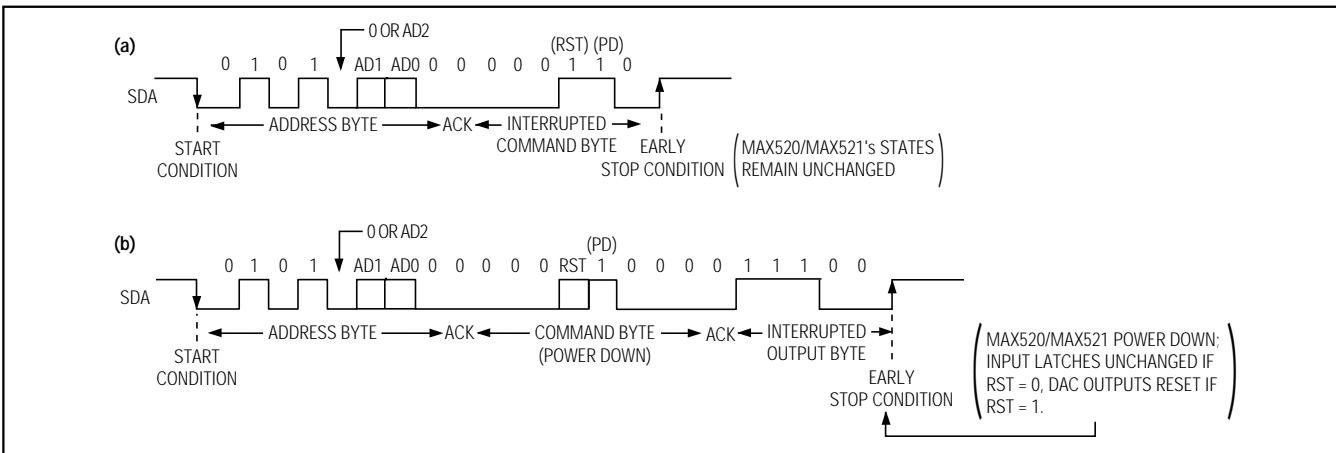 (a)
0 OR AD2
(RST) (PD)
0 1 0 1 AD1 AD0 0 0 0 0 0 1 1 0
SDA
ADDRESS BYTE ACK INTERRUPTED
COMMAND BYTE
START
CONDITION
EARLY
STOP CONDITION
(MAX520/MAX521's STATES
REMAIN UNCHANGED)
(b)
0 OR AD2
(PD)
0 1 0 1 AD1 AD0 0 0 0 0 0 RST 1 0 0 0 0 1 1 1 0 0
SDA
ADDRESS BYTE ACK COMMAND BYTE
(POWER DOWN)
ACK INTERRUPTED
OUTPUT BYTE
START
CONDITION
EARLY
STOP CONDITION
(MAX520/MAX521 POWER DOWN;
INPUT LATCHES UNCHANGED IF
RST = 0, DAC OUTPUTS RESET IF
RST = 1.)